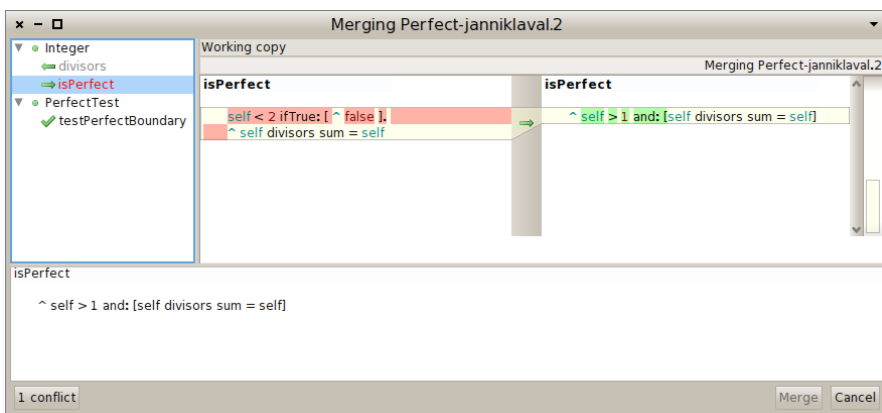 Merging Perfect-janniklaval.2
Integer
divisors
isPerfect
PerfectTest
testPerfectBoundary
Working copy
Merging Perfect-janniklaval.2
isPerfect
self < 2 ifTrue: [ ^ false ].
^ self divisors sum = self
isPerfect
^ self > 1 and: [self divisors sum = self]
isPerfect
^ self > 1 and: [self divisors sum = self]
1 conflict
Merge
Cancel